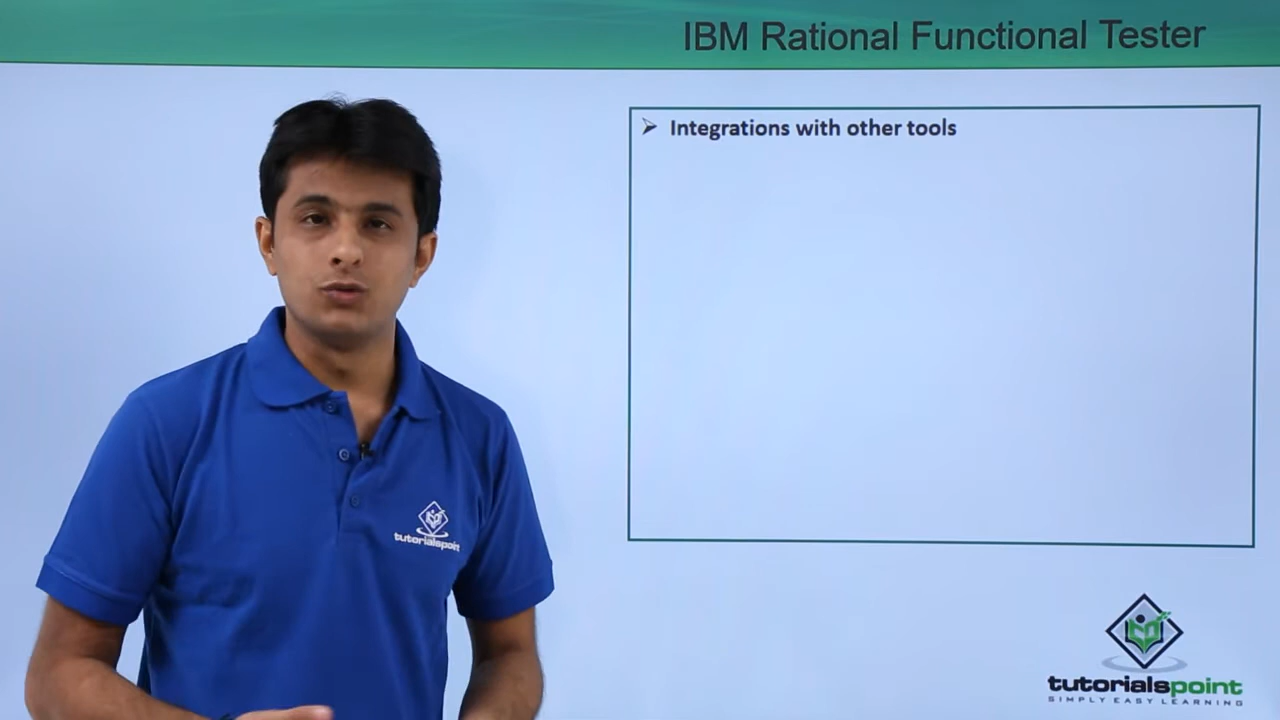 IBM Rational Functional Tester
Integrations with other tools
tutorialspoint
tutorialspoint
SIMPLY EASY LEARNING